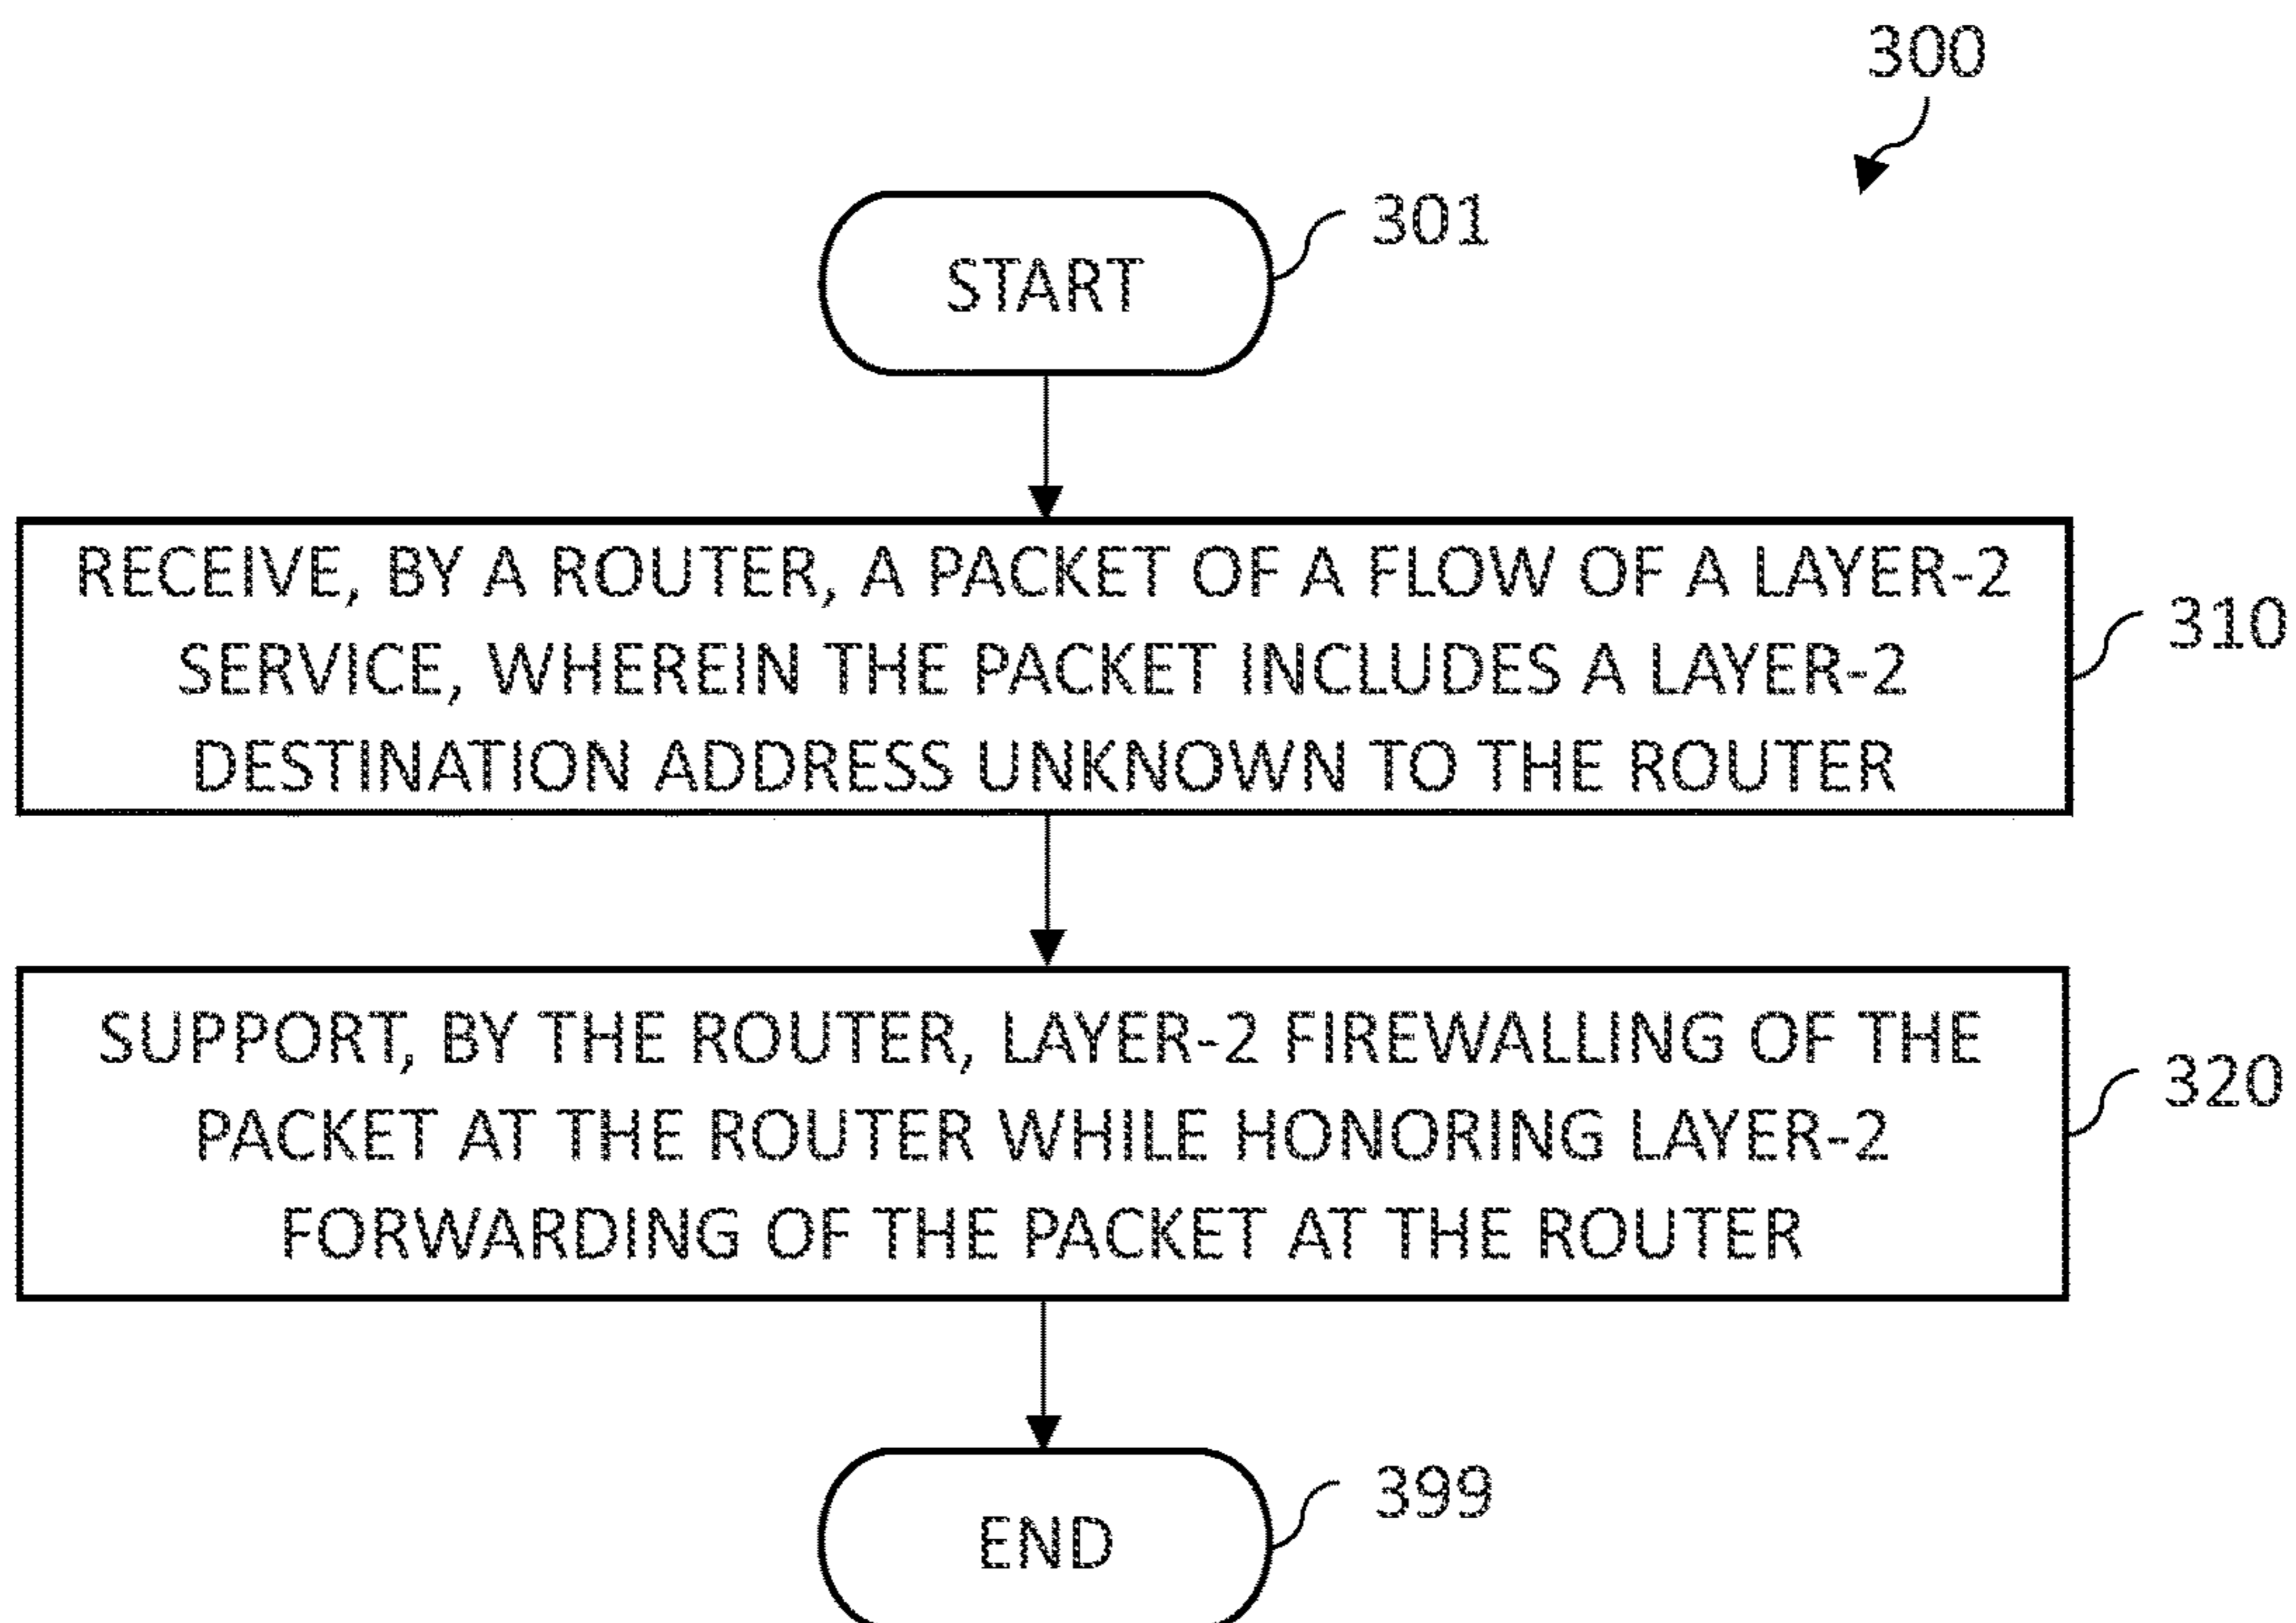 300
START
301
RECEIVE, BY A ROUTER, A PACKET OF A FLOW OF A LAYER-2
SERVICE, WHEREIN THE PACKET INCLUDES A LAYER-2
DESTINATION ADDRESS UNKNOWN TO THE ROUTER
310
SUPPORT, BY THE ROUTER, LAYER-2 FIREWALLING OF THE
PACKET AT THE ROUTER WHILE HONORING LAYER-2
FORWARDING OF THE PACKET AT THE ROUTER
320
END
399